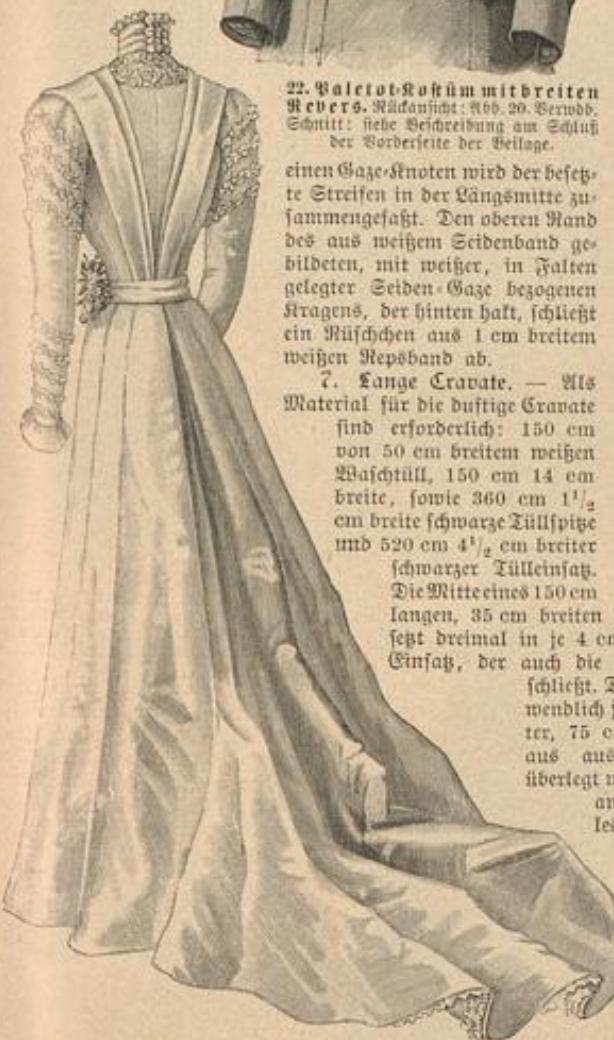 22. Paletot-Kostüm mit breiten
Revers. Rückansicht: Abb. 20. Verwdb.
Schnitt: siehe Beschreibung am Schluß
der Vorderseite der Beilage.
einen Gaze-Knoten wird der besetz-
te Streifen in der Längsmitte zu-
sammengefaßt. Den oberen Rand
des aus weißem Seidenband ge-
bildeten, mit weißer, in Falten
gelegter Seiden-Gaze bezogenen
Kragens, der hinten hakt, schließt
ein Rüschchen aus 1 cm breitem
weißen Repsband ab.
7. Lange Cravate. — Als
Material für die duftige Cravate
sind erforderlich: 150 cm
von 50 cm breitem weißen
Waschtüll, 150 cm 14 cm
breite, sowie 360 cm 1 1/2
cm breite schwarze Tüllspitze
und 520 cm 4 1/2 cm breiter
schwarzer Tülleinsatz.
Die Mitte eines 150 cm
langen, 35 cm breiten
setzt dreimal in je 4 cm
Einsatz, der auch die
schließt.
wendlich
ter, 75
aus aus
überlegt